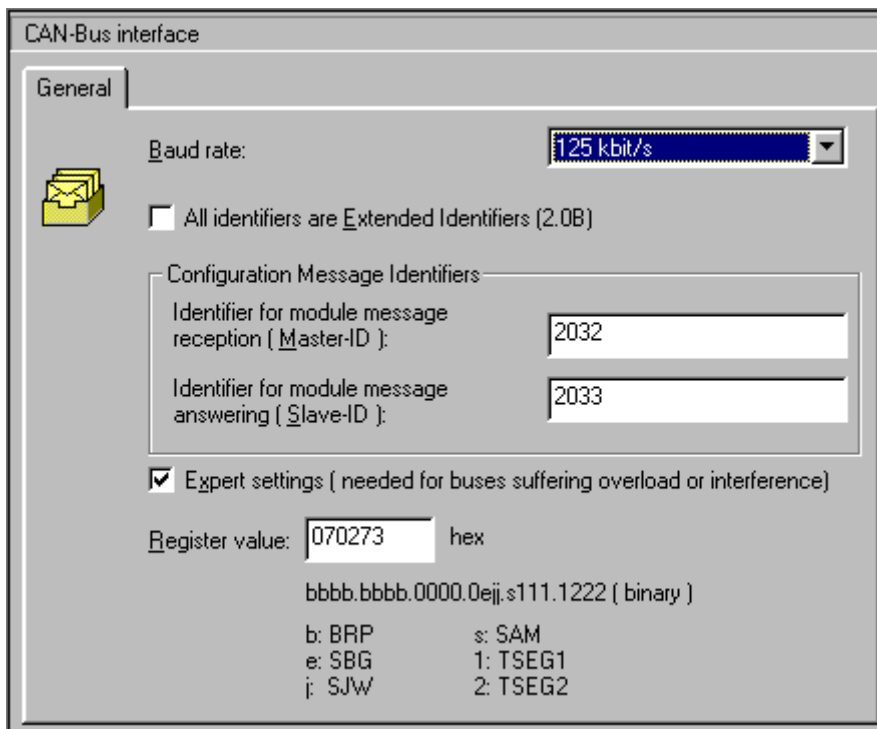 CAN-Bus interface
General
Baud rate:
125 kbit/s
All identifiers are Extended Identifiers (2.0B)
Configuration Message Identifiers
Identifier for module message
reception ( Master-ID ):
2032
Identifier for module message
answering ( Slave-ID ):
2033
Expert settings ( needed for buses suffering overload or interference)
Register value: 070273 hex
bbbb.bbbb.0000.0ejj.s111.1222 ( binary )
b: BRP s: SAM
e: SBG 1: TSEG1
j: SJW 2: TSEG2